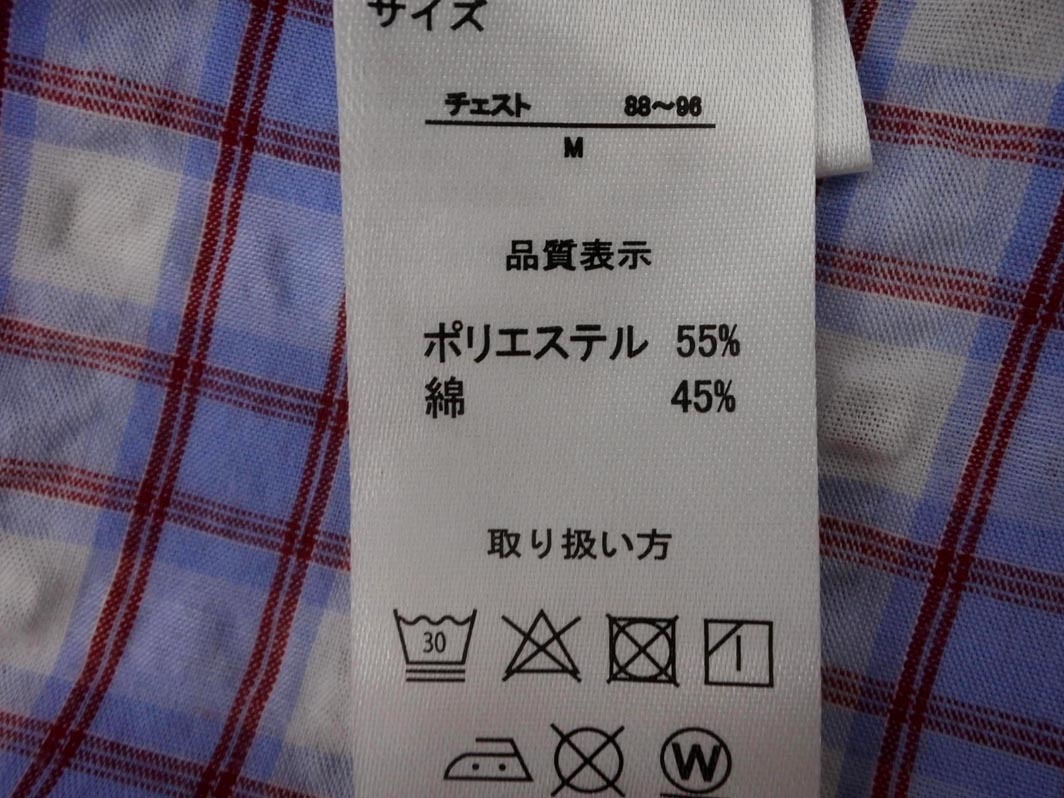 サイズ
チェスト 88～96
M
品質表示
ポリエステル 55%
綿 45%
取り扱い方
30
W